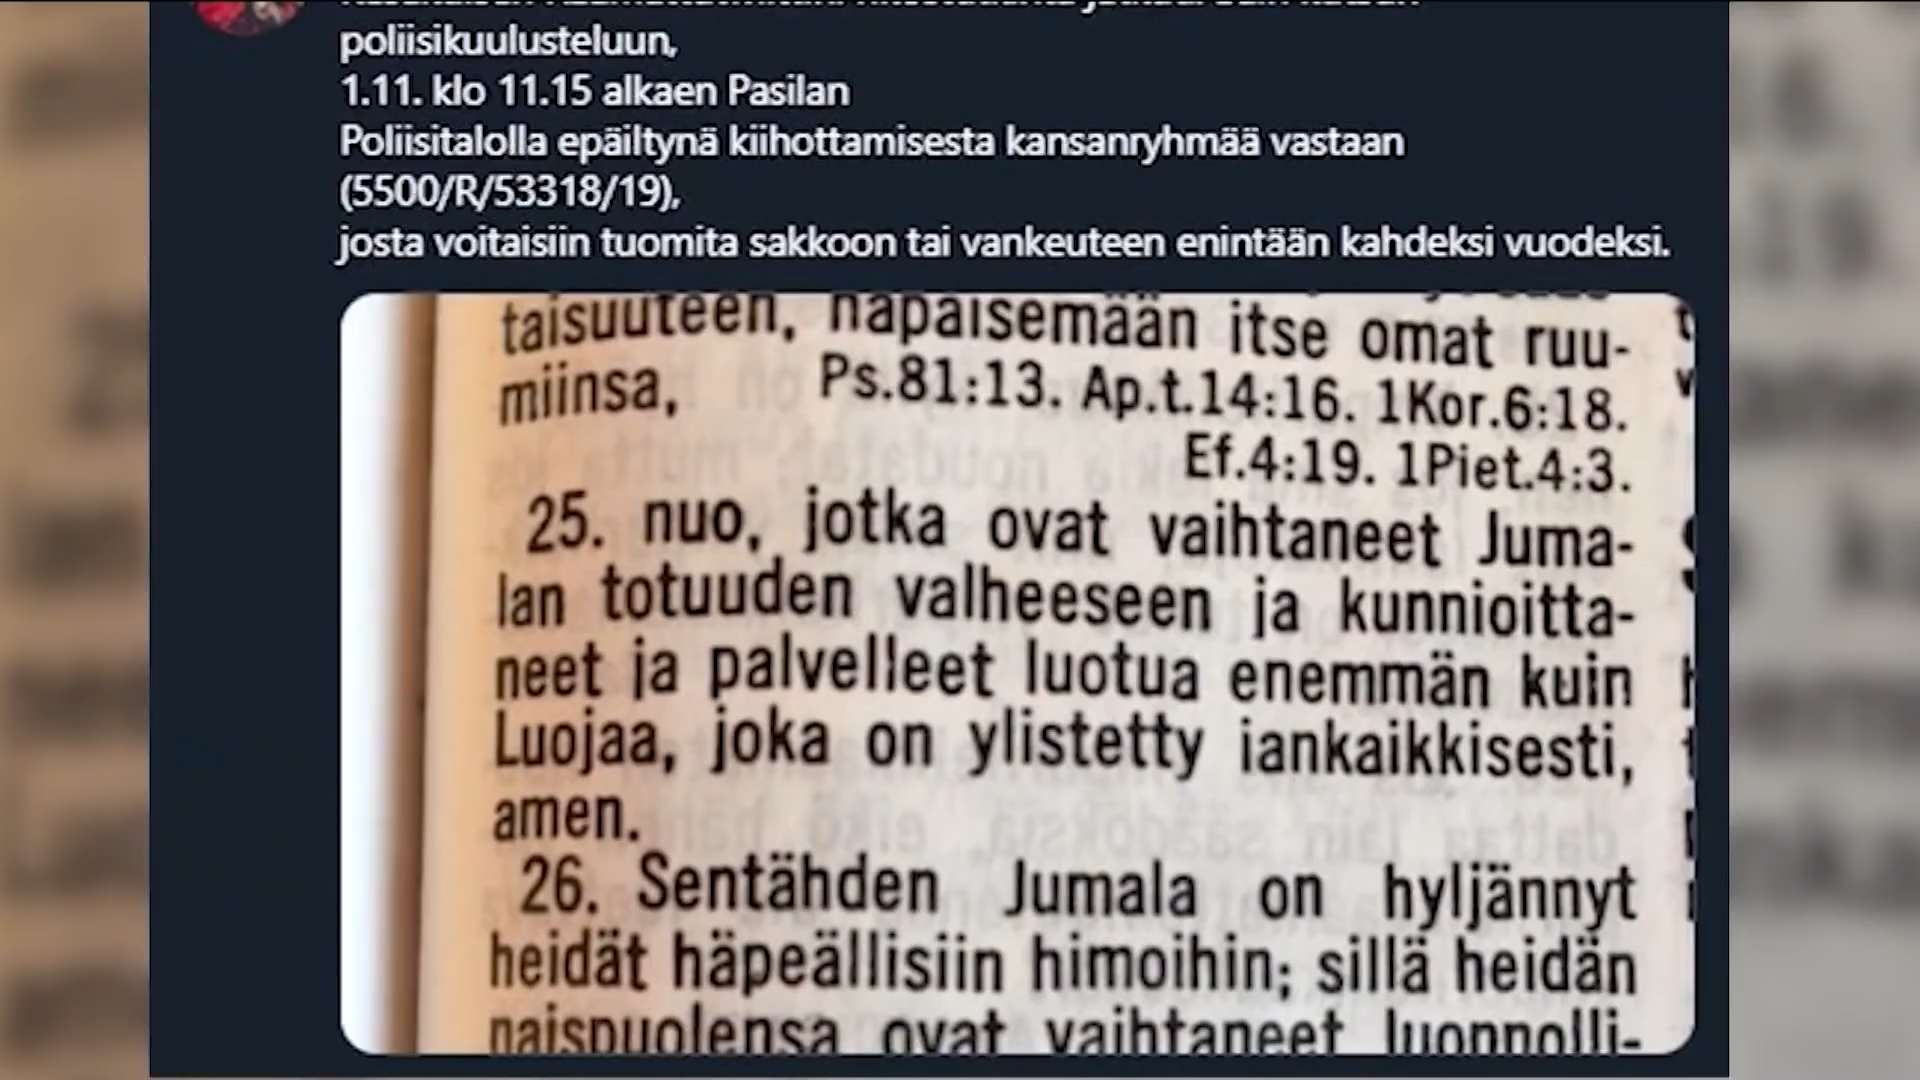 poliisikuulusteluun,
1.11. klo 11.15 alkaen Pasilan
Poliisitalolla epäiltynä kiihottamisesta kansanryhmää vastaan
(5500/R/53318/19),
josta voitaisiin tuomita sakkoon tai vankeuteen enintään kahdeksi vuodeksi.
taisuuteen, häpäisemään itse omat ruu-
miinsa, Ps.81:13. Ap.t.14:16. 1Kor.6:18.
Ef.4:19. 1Piet.4:3.
25. nuo, jotka ovat vaihtaneet Juma-
lan totuuden valheeseen ja kunnioitta-
neet ja palvelleet luotua enemmän kuin
Luojaa, joka on ylistetty iankaikkisesti,
amen.
26. Sentähden Jumala on hyljännyt
heidät häpeällisiin himoihin; sillä heidän
naispuolensa ovat vaihtaneet luonnolli-